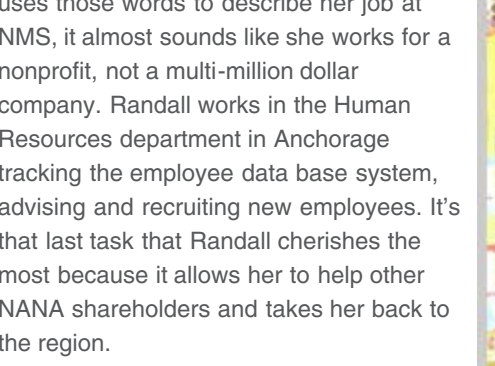 uses those words to describe her job at
NMS, it almost sounds like she works for a
nonprofit, not a multi-million dollar
company. Randall works in the Human
Resources department in Anchorage
tracking the employee data base system,
advising and recruiting new employees. It’s
that last task that Randall cherishes the
most because it allows her to help other
NANA shareholders and takes her back to
the region.